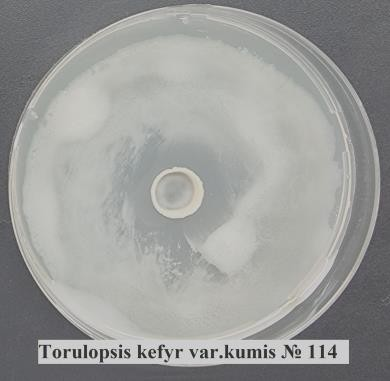 Torulopsis kefyr var.kumis № 114